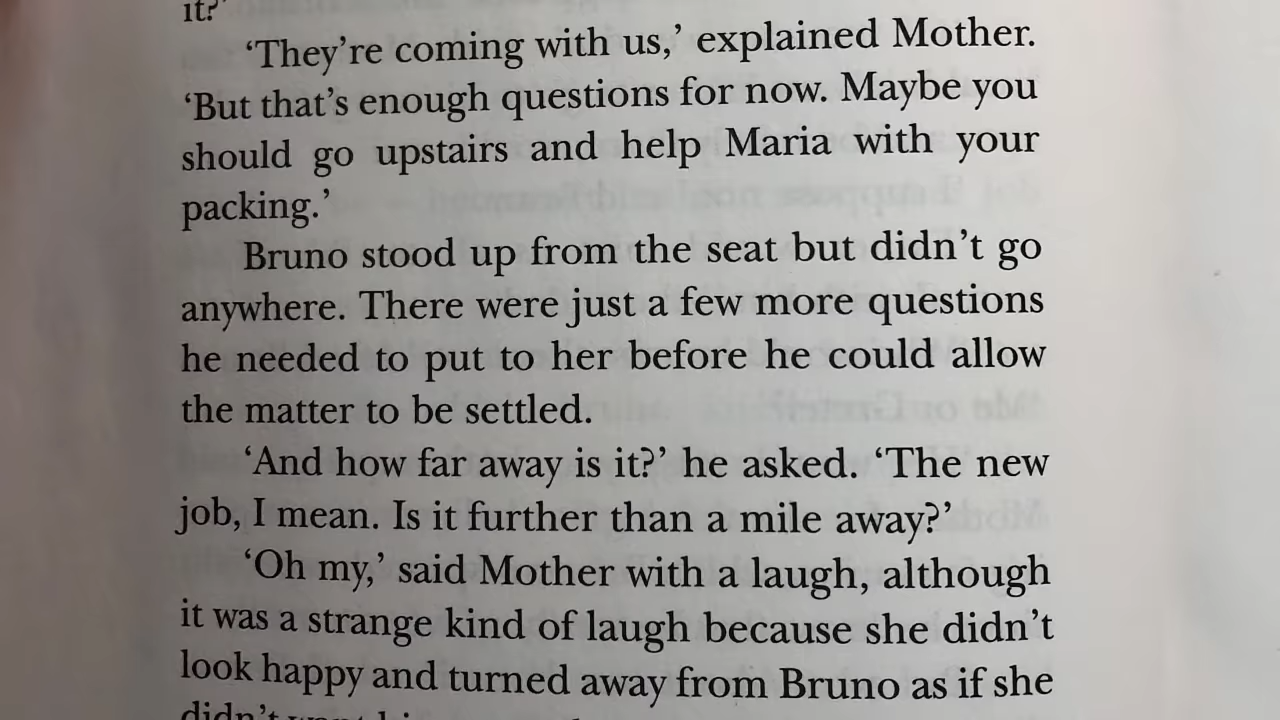 it?’
‘They’re coming with us,’ explained Mother.
‘But that’s enough questions for now. Maybe you
should go upstairs and help Maria with your
packing.’
Bruno stood up from the seat but didn’t go
anywhere. There were just a few more questions
he needed to put to her before he could allow
the matter to be settled.
‘And how far away is it?’ he asked. ‘The new
job, I mean. Is it further than a mile away?’
‘Oh my,’ said Mother with a laugh, although
it was a strange kind of laugh because she didn’t
look happy and turned away from Bruno as if she
didn’t